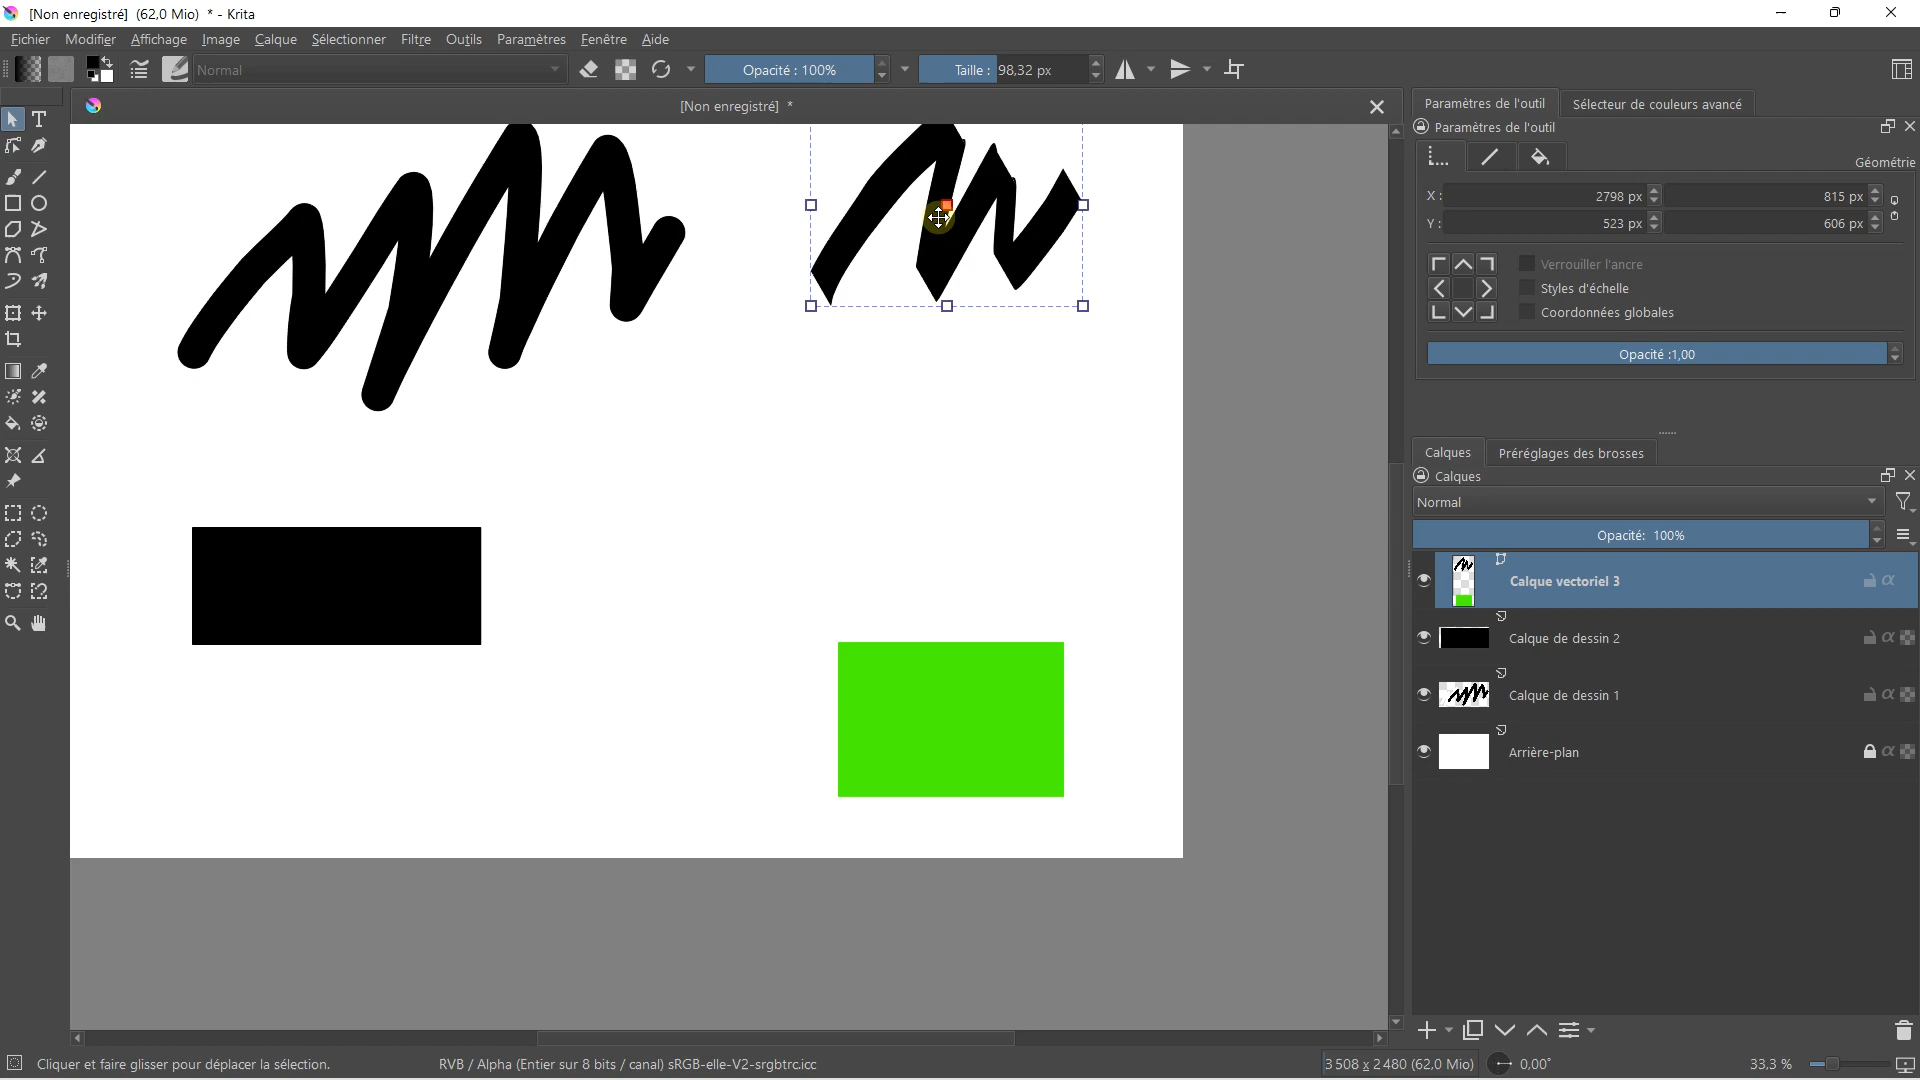 [Non enregistré] (62,0 Mio) * - Krita
Fichier Modifier Affichage Image Calque Sélectionner Filtre Outils Paramètres Fenêtre Aide
Normal Opacité : 100% Taille : 98,32 px
[Non enregistré] *
Paramètres de l'outil Sélecteur de couleurs avancé
Paramètres de l'outil
Géométrie
X : 2798 px 815 px
Y : 523 px 606 px
Verrouiller l'ancre
Styles d'échelle
Coordonnées globales
Opacité :1,00
Calques Préréglages des brosses
Calques
Normal
Opacité: 100%
Calque vectoriel 3
Calque de dessin 2
Calque de dessin 1
Arrière-plan
Cliquer et faire glisser pour déplacer la sélection. RVB / Alpha (Entier sur 8 bits / canal) sRGB-elle-V2-srgbtrc.icc 3 508 x 2 480 (62,0 Mio) 0,00° 33,3 %